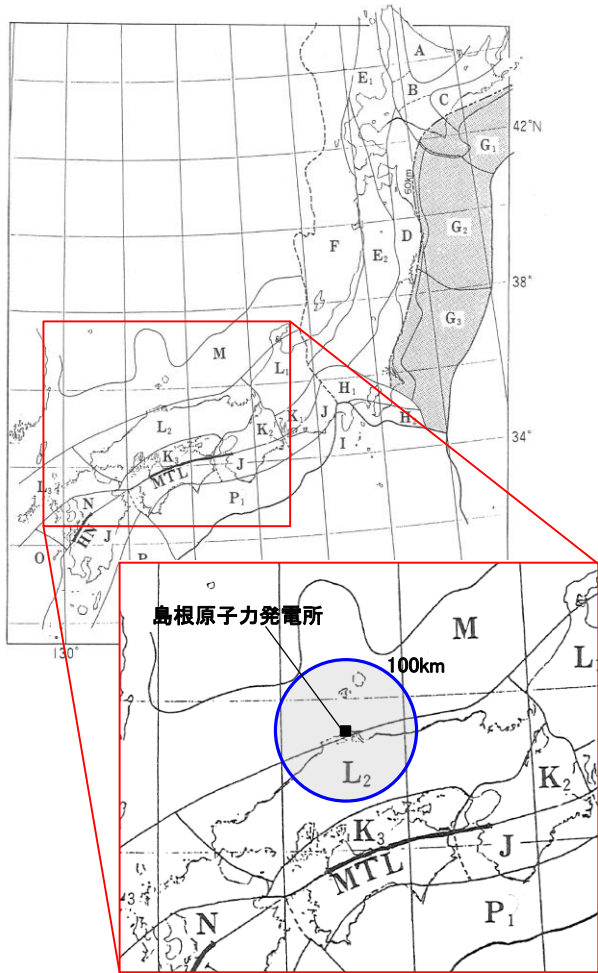 A
E₁
B
C
42°N
G₁
60km
D
G₂
F
E₂
38°
G₃
M
L₁
H₁
L₂
K₁
J
H₂
K₂
I
34°
K₃
MTL
J
P₁
L₃
N
HN
J
O
P
130°
島根原子力発電所
M
100km
L
L₂
K₂
K₃
J
MTL
N
P₁